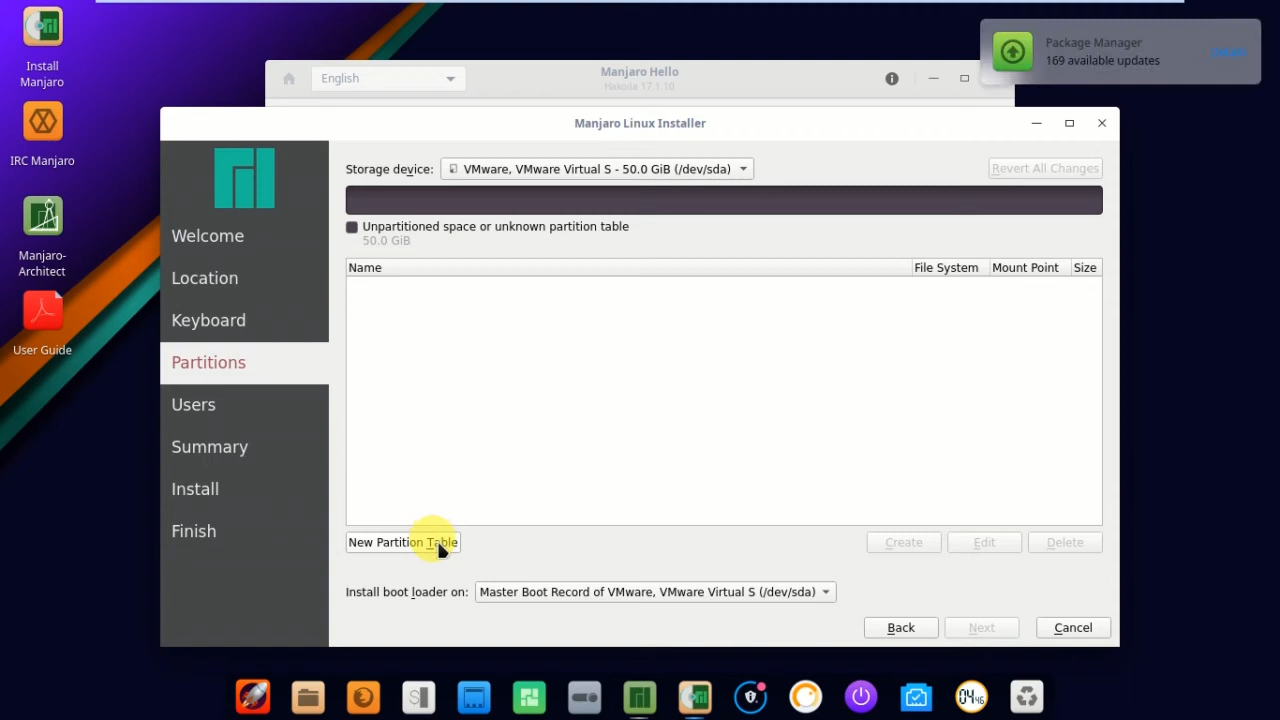 Install
Manjaro
IRC Manjaro
Manjaro-
Architect
User Guide
English
Manjaro Hello
Hakoila 17.1.10
Package Manager
169 available updates
Manjaro Linux Installer
Welcome
Location
Keyboard
Partitions
Users
Summary
Install
Finish
Storage device:
VMware, VMware Virtual S - 50.0 GiB (/dev/sda)
Revert All Changes
Unpartitioned space or unknown partition table
50.0 GiB
Name
File System
Mount Point
Size
New Partition Table
Create
Edit
Delete
Install boot loader on:
Master Boot Record of VMware, VMware Virtual S (/dev/sda)
Back
Next
Cancel